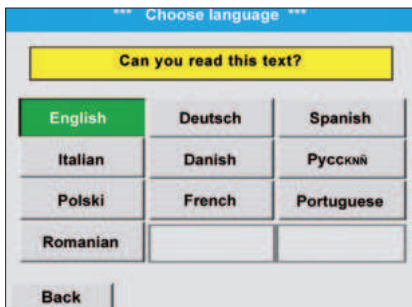 *** Choose language ***
Can you read this text?
English Deutsch Spanish
Italian Danish Русский
Polski French Portuguese
Romanian
Back